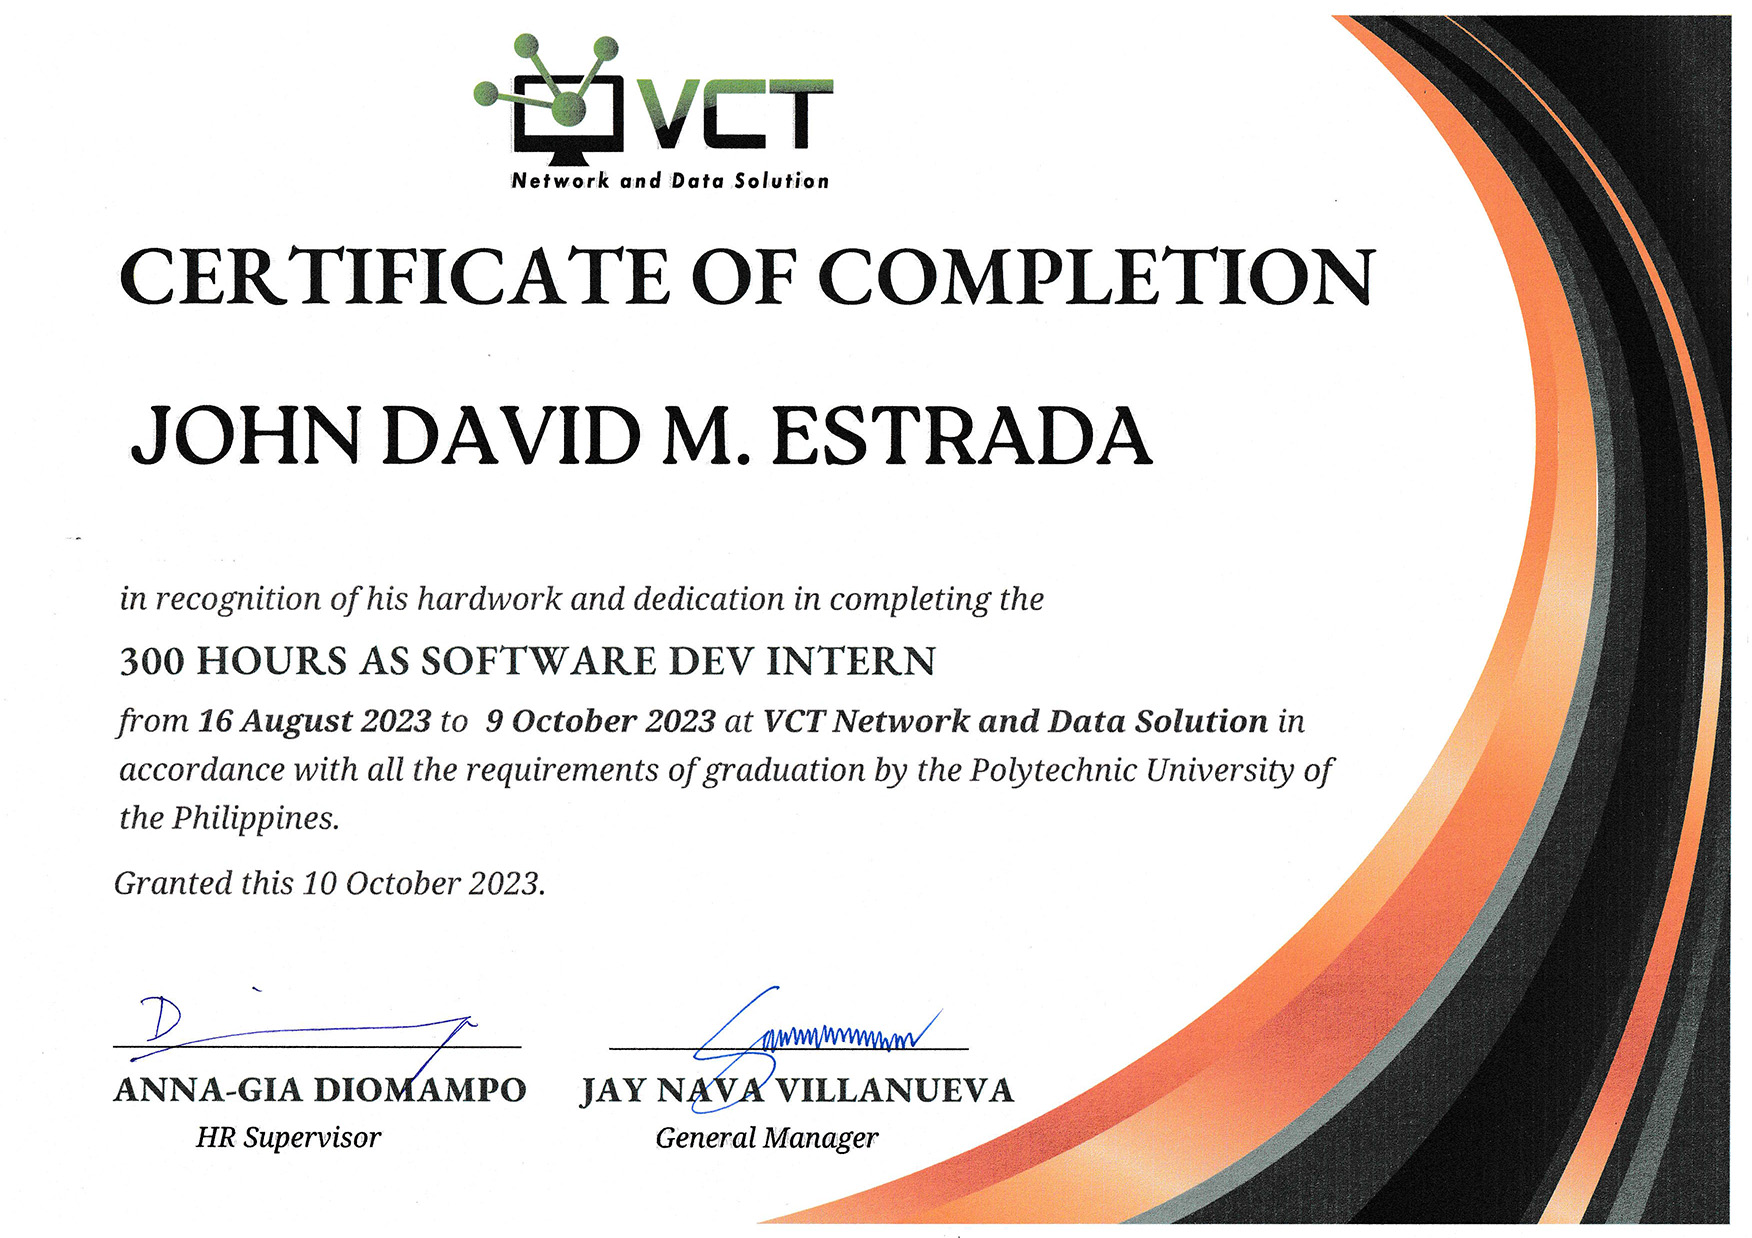 VCT
Network and Data Solution
CERTIFICATE OF COMPLETION
JOHN DAVID M. ESTRADA
in recognition of his hardwork and dedication in completing the
300 HOURS AS SOFTWARE DEV INTERN
from 16 August 2023 to 9 October 2023 at VCT Network and Data Solution in
accordance with all the requirements of graduation by the Polytechnic University of
the Philippines.
Granted this 10 October 2023.
ANNA-GIA DIOMAMPO
HR Supervisor
JAY NAVA VILLANUEVA
General Manager